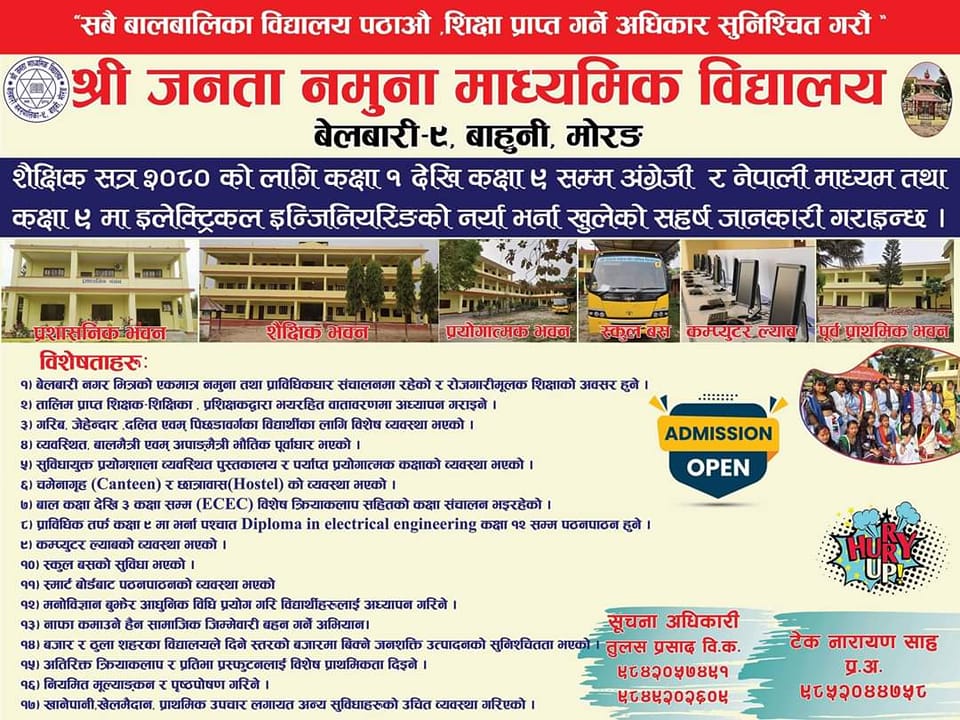 "सबै बालबालिका विद्यालय पठाऔ ,शिक्षा प्राप्त गर्ने अधिकार सुनिश्चित गरौं "
श्री जनता नमुना माध्यमिक विद्यालय
बेलबारी-९, बाहुनी, मोरङ
शैक्षिक सत्र २०८० को लागि कक्षा १ देखि कक्षा ९ सम्म अंग्रेजी र नेपाली माध्यम तथा
कक्षा ९ मा इलेक्ट्रिकल इन्जिनियरिङको नर्या भर्ना खुलेको सहर्ष जानकारी गराइन्छ ।
प्रशासनिक भवन
शैक्षिक भवन
प्रयोगात्मक भवन
स्कुल बस
कम्प्युटर ल्याब
पूर्व प्राथमिक भवन
विशेषताहरु:
१) बेलबारी नगर भित्रको एकमात्र नमुना तथा प्राविधिकधार संचालनमा रहेको र रोजगारीमूलक शिक्षाको अवसर हुने ।
२) तालिम प्राप्त शिक्षक-शिक्षिका , प्रशिक्षकद्वारा भयरहित वातावरणमा अध्यापन गराइने ।
३) गरिब, जेहेन्दार ,दलित एवम् पिछडावर्गका विद्यार्थीका लागि विशेष व्यवस्था भएको ।
४) व्यवस्थित, बालमैत्री एवम् अपाङ्गमैत्री भौतिक पूर्वाधार भएको ।
५) सुविधायुक्त प्रयोगशाला व्यवस्थित पुस्तकालय र पर्याप्त प्रयोगात्मक कक्षाको व्यवस्था भएको ।
६) चमेनागृह (Canteen) र छात्रावास(Hostel) को व्यवस्था भएको ।
७) बाल कक्षा देखि ३ कक्षा सम्म (ECEC) विशेष क्रियाकलाप सहितको कक्षा संचालन भइरहेको ।
८) प्राविधिक तर्फ कक्षा ९ मा भर्ना पश्चात Diploma in electrical engineering कक्षा १२ सम्म पठनपाठन हुने ।
९) कम्प्युटर ल्याबको व्यवस्था भएको ।
१०) स्कुल बसको सुविधा भएको ।
११) स्मार्ट बोर्डबाट पठनपाठनको व्यवस्था भएको
१२) मनोविज्ञान बुझेर आधुनिक विधि प्रयोग गरि विद्यार्थीहरुलाई अध्यापन गरिने ।
१३) नाफा कमाउने हैन सामाजिक जिम्मेवारी बहन गर्ने अभियान।
१४) बजार र ठुला शहरका विद्यालयले दिने स्तरको बजारमा बिक्ने जनशक्ति उत्पादनको सुनिश्चितता भएको ।
१५) अतिरिक्त क्रियाकलाप र प्रतिभा प्रस्फुटनलाई विशेष प्राथमिकता दिइने ।
१६) नियमित मूल्याङ्कन र पृष्ठपोषण गरिने ।
१७) खानेपानी,खेलमैदान, प्राथमिक उपचार लगायत अन्य सुविधाहरुको उचित व्यवस्था गरिएको ।
ADMISSION
OPEN
HURRY
UP!
सूचना अधिकारी
तुलस प्रसाद वि.क.
९८४२०५७४९१
९८४९२०२६०९
टेक नारायण साह
प्र.अ.
९८५२०४४७५८